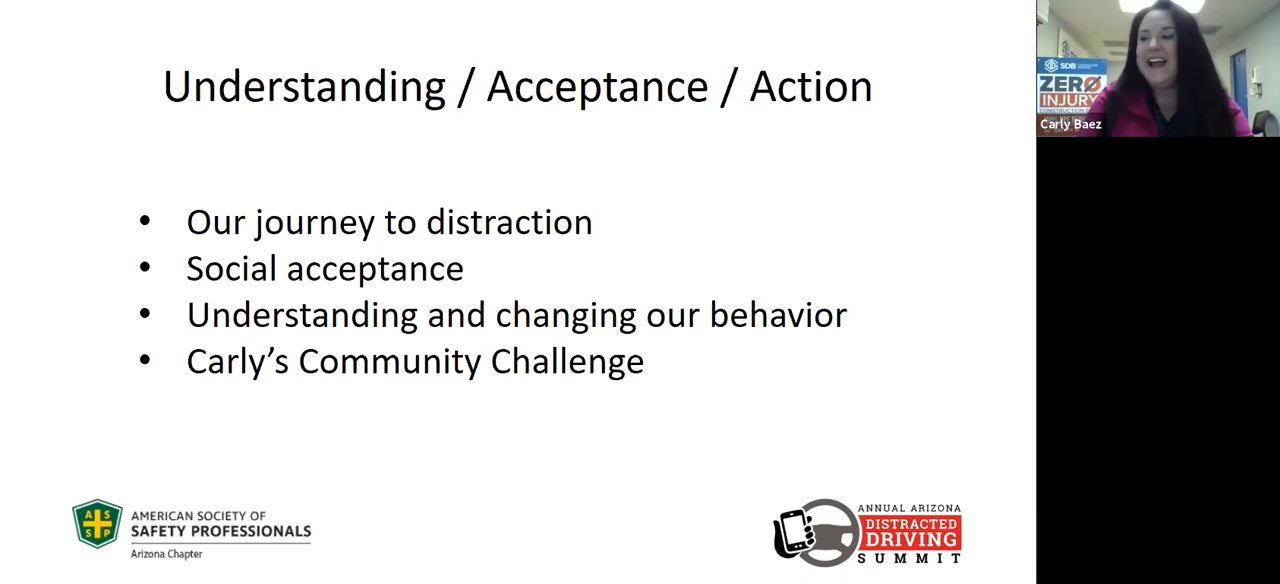 Understanding / Acceptance / Action
• Our journey to distraction
• Social acceptance
• Understanding and changing our behavior
• Carly's Community Challenge
A S
S P
AMERICAN SOCIETY OF
SAFETY PROFESSIONALS
Arizona Chapter
ANNUAL ARIZONA
DISTRACTED
DRIVING
SUMMIT
SDB
ZERO
INJURY
Carly Baez